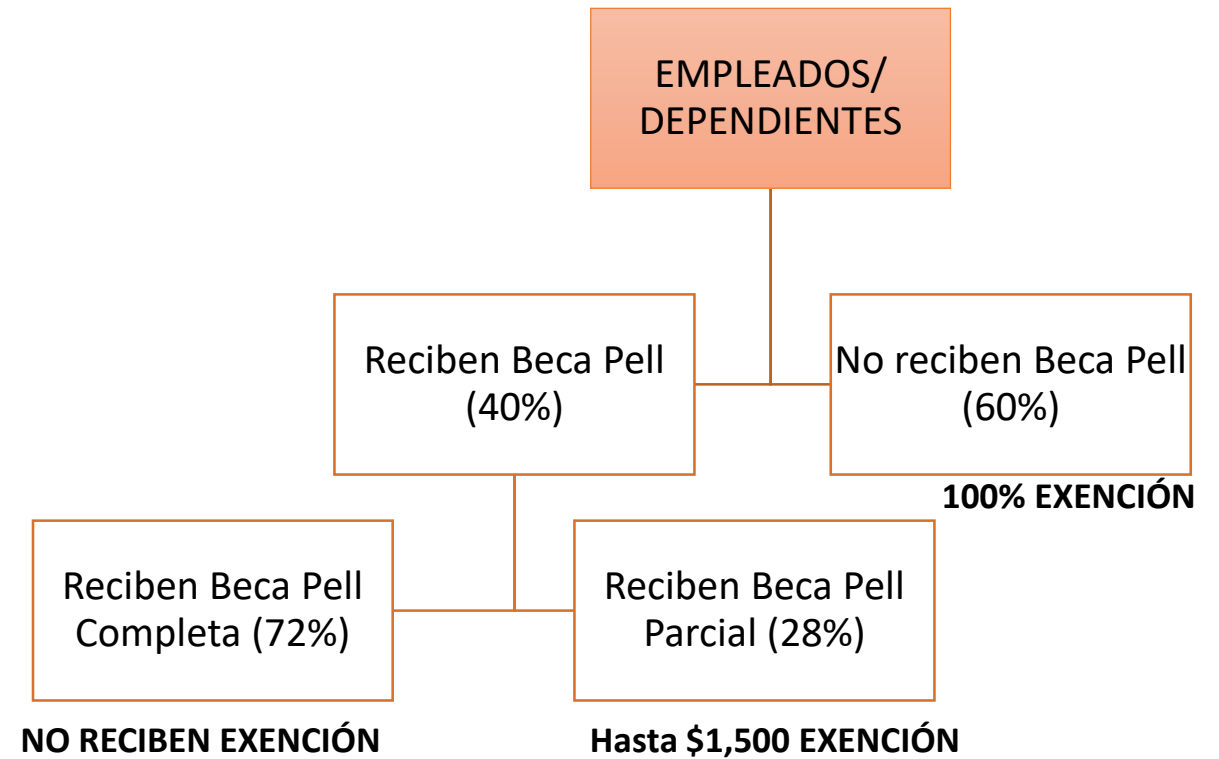 EMPLEADOS/
DEPENDIENTES
Reciben Beca Pell
(40%)
No reciben Beca Pell
(60%)
100% EXENCIÓN
Reciben Beca Pell
Completa (72%)
Reciben Beca Pell
Parcial (28%)
NO RECIBEN EXENCIÓN
Hasta $1,500 EXENCIÓN